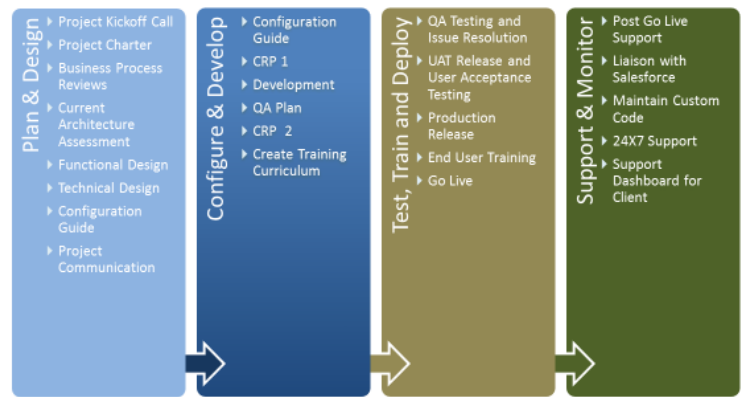 Plan & Design
Project Kickoff Call
Project Charter
Business Process
Reviews
Current
Architecture
Assessment
Functional Design
Technical Design
Configuration
Guide
Project
Communication
Configure & Develop
Configuration
Guide
CRP 1
Development
QA Plan
CRP 2
Create Training
Curriculum
Test, Train and Deploy
QA Testing and
Issue Resolution
UAT Release and
User Acceptance
Testing
Production
Release
End User Training
Go Live
Support & Monitor
Post Go Live
Support
Liaison with
Salesforce
Maintain Custom
Code
24X7 Support
Support
Dashboard for
Client